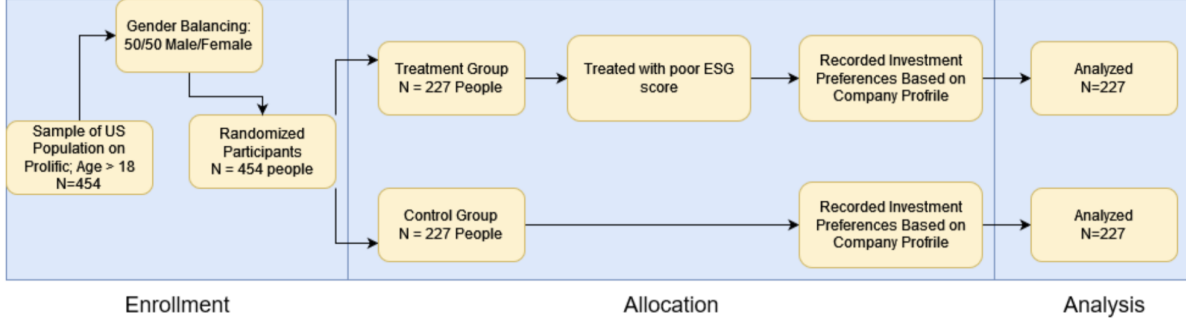 Gender Balancing:
50/50 Male/Female
Sample of US
Population on
Prolific; Age > 18
N=454
Randomized
Participants
N = 454 people
Treatment Group
N = 227 People
Treated with poor ESG
score
Recorded Investment
Preferences Based on
Company Profrile
Analyzed
N=227
Control Group
N = 227 People
Recorded Investment
Preferences Based on
Company Profrile
Analyzed
N=227
Enrollment
Allocation
Analysis